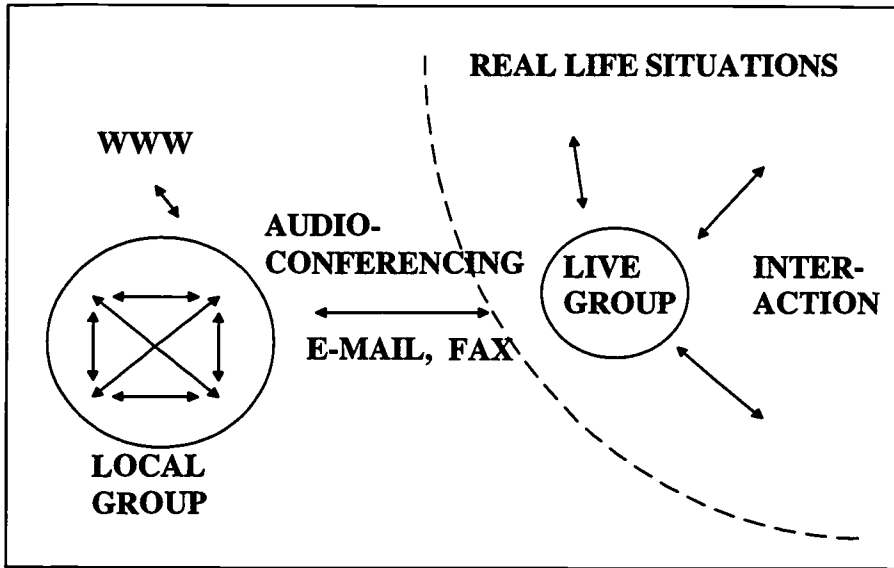 REAL LIFE SITUATIONS
WWW
AUDIO-
CONFERENCING
E-MAIL, FAX
LIVE
GROUP
INTER-
ACTION
LOCAL
GROUP